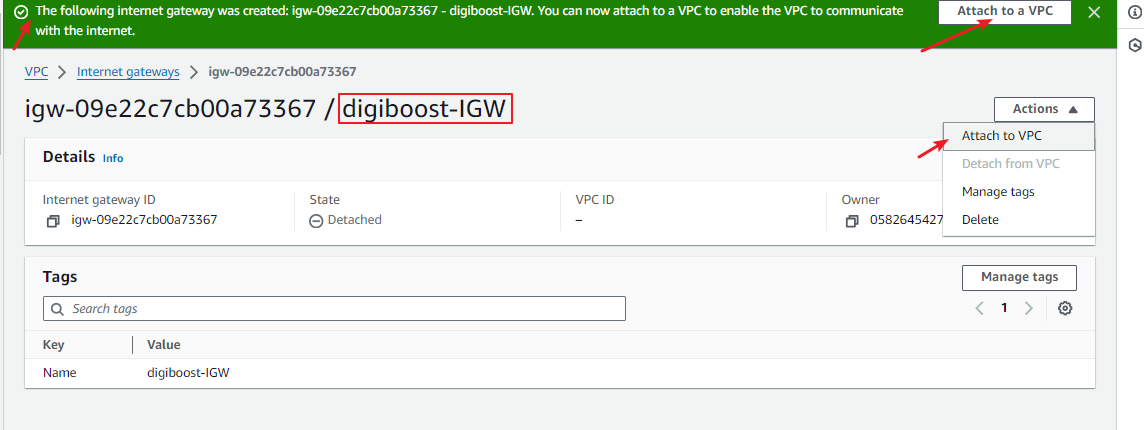 The following internet gateway was created: igw-09e22c7cb00a73367 - digiboost-IGW. You can now attach to a VPC to enable the VPC to communicate
with the internet.
Attach to a VPC
VPC
Internet gateways
igw-09e22c7cb00a73367
igw-09e22c7cb00a73367 / digiboost-IGW
Actions
Attach to VPC
Detach from VPC
Manage tags
Delete
Details Info
Internet gateway ID
igw-09e22c7cb00a73367
State
Detached
VPC ID
–
Owner
0582645427
Tags
Manage tags
Search tags
1
Key Value
Name digiboost-IGW